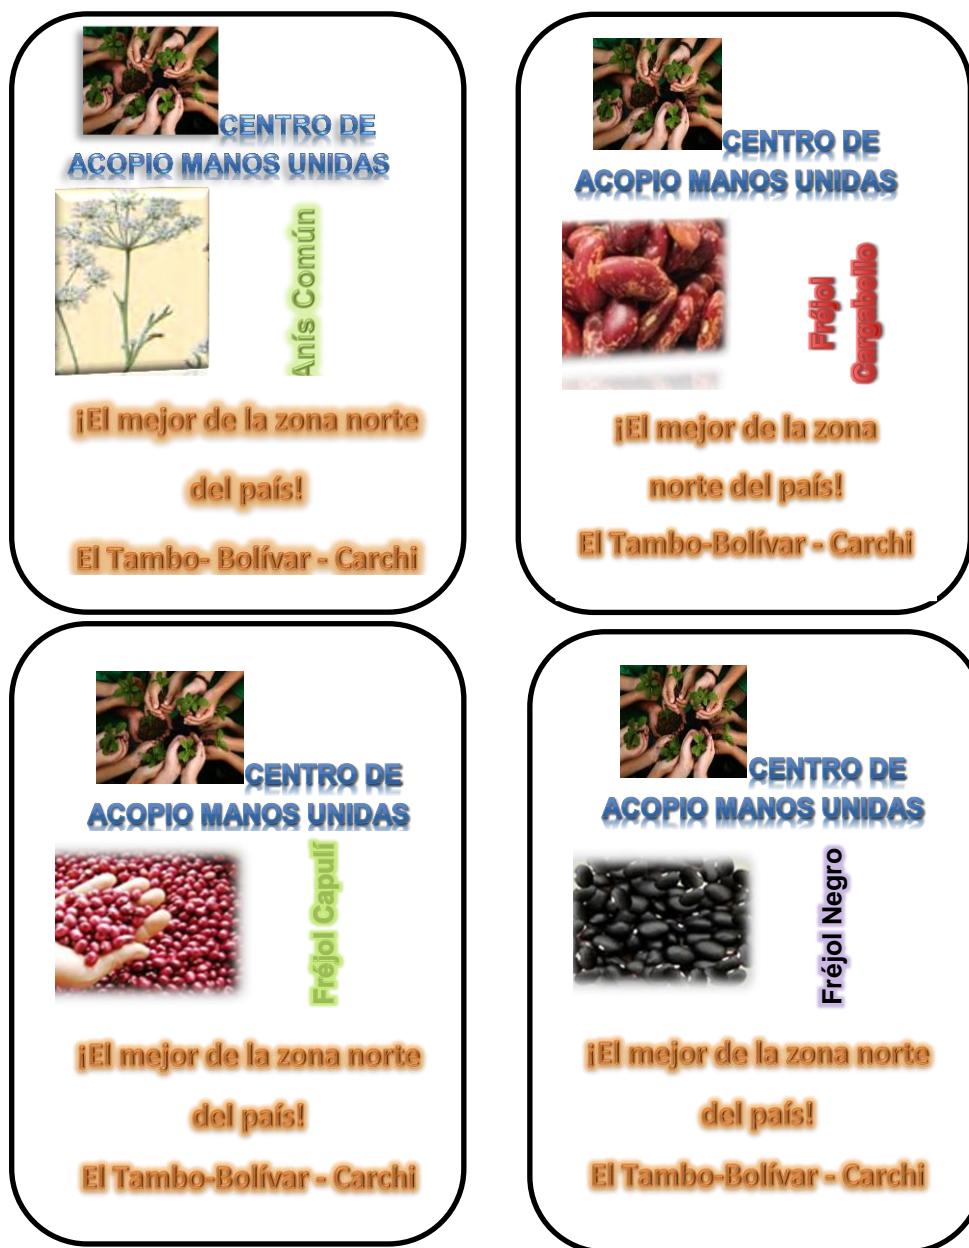 CENTRO DE
ACOPIO MANOS UNIDAS
Anís Común
¡El mejor de la zona norte
del país!
El Tambo- Bolívar - Carchi
CENTRO DE
ACOPIO MANOS UNIDAS
Fréjol
Cargabello
¡El mejor de la zona
norte del país!
El Tambo-Bolívar - Carchi
CENTRO DE
ACOPIO MANOS UNIDAS
Fréjol Capulí
¡El mejor de la zona norte
del país!
El Tambo-Bolívar - Carchi
CENTRO DE
ACOPIO MANOS UNIDAS
Fréjol Negro
¡El mejor de la zona norte
del país!
El Tambo-Bolívar - Carchi